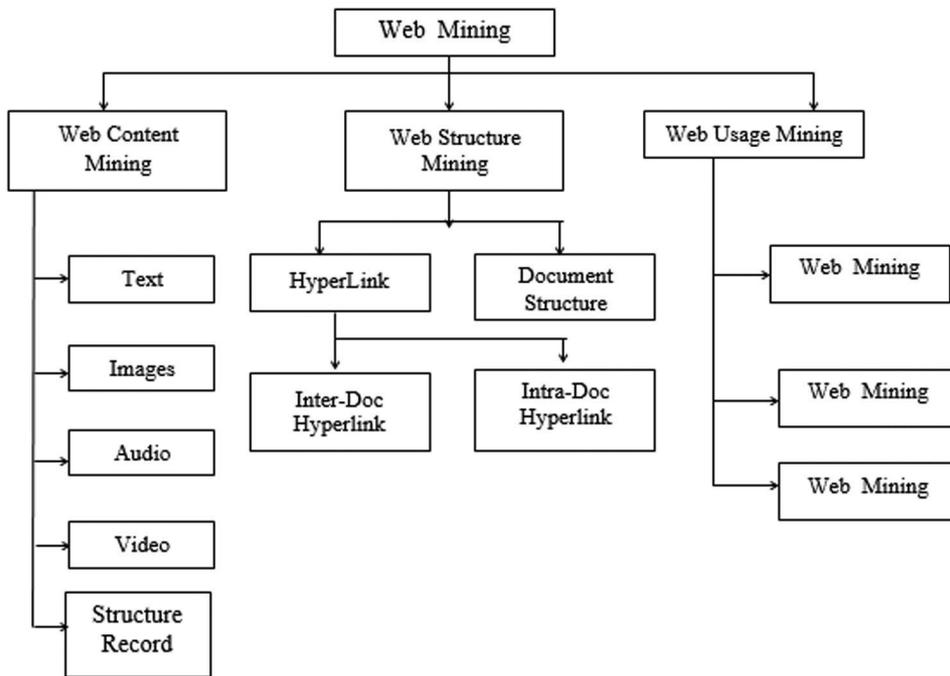 Web Mining
Web Content
Mining
Web Structure
Mining
Web Usage Mining
Text
Images
Audio
Video
Structure
Record
HyperLink
Document
Structure
Inter-Doc
Hyperlink
Intra-Doc
Hyperlink
Web Mining
Web Mining
Web Mining